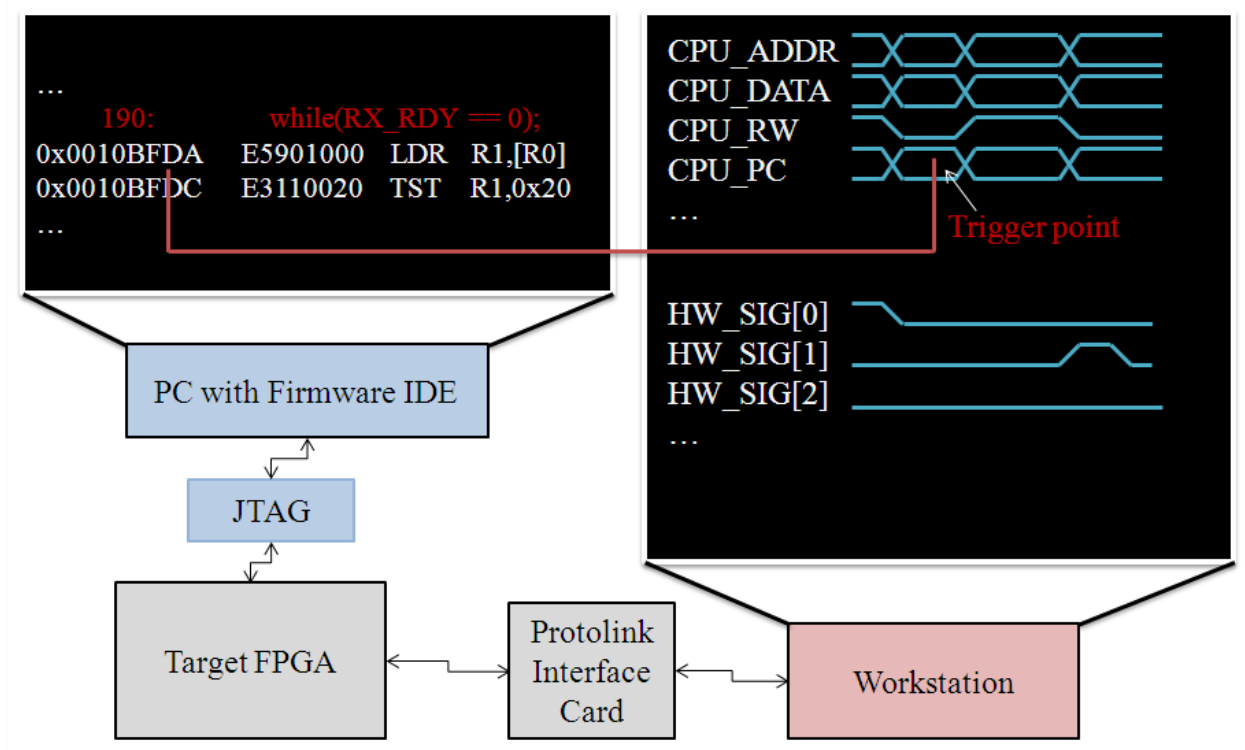 ...
190: while(RX_RDY == 0);
0x0010BFDA E5901000 LDR R1,[R0]
0x0010BFDC E3110020 TST R1,0x20
...
CPU_ADDR
CPU_DATA
CPU_RW
CPU_PC
...
Trigger point
HW_SIG[0]
HW_SIG[1]
HW_SIG[2]
...
PC with Firmware IDE
JTAG
Target FPGA
Protolink
Interface
Card
Workstation